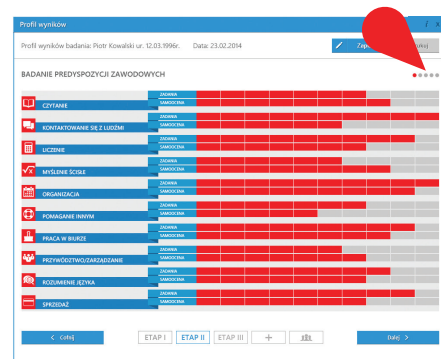 Profil wyników
Profil wyników badania: Piotr Kowalski ur. 12.03.1996r. Data: 23.02.2014
BADANIE PREDYSPOZYCJI ZAWODOWYCH
CZYTANIE
ZADANIA
SAMOOCENA
KONTAKTOWANIE SIĘ Z LUDŹMI
ZADANIA
SAMOOCENA
LICZENIE
ZADANIA
SAMOOCENA
MYŚLENIE ŚCISŁE
ZADANIA
SAMOOCENA
ORGANIZACJA
ZADANIA
SAMOOCENA
POMAGANIE INNYM
ZADANIA
SAMOOCENA
PRACA W BIURZE
ZADANIA
SAMOOCENA
PRZYWÓDZTWO/ZARZĄDZANIE
ZADANIA
SAMOOCENA
ROZUMIENIE JĘZYKA
ZADANIA
SAMOOCENA
SPRZEDAŻ
ZADANIA
SAMOOCENA
< Cofnij ETAP I ETAP II ETAP III + Dalej >